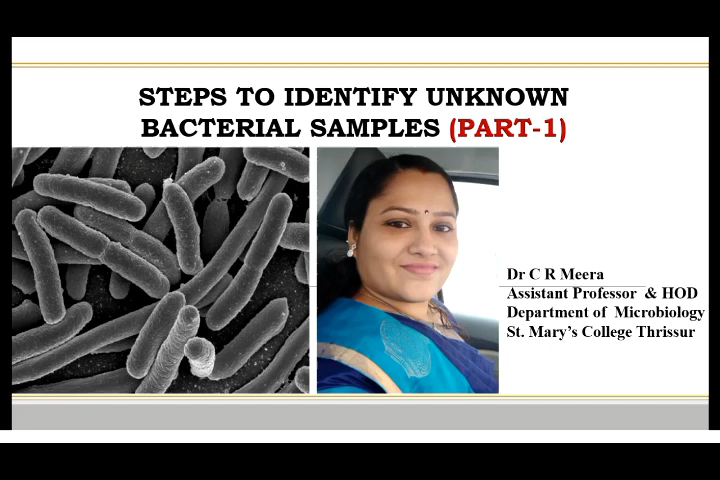 STEPS TO IDENTIFY UNKNOWN
BACTERIAL SAMPLES (PART-1)
Dr C R Meera
Assistant Professor & HOD
Department of Microbiology
St. Mary's College Thrissur